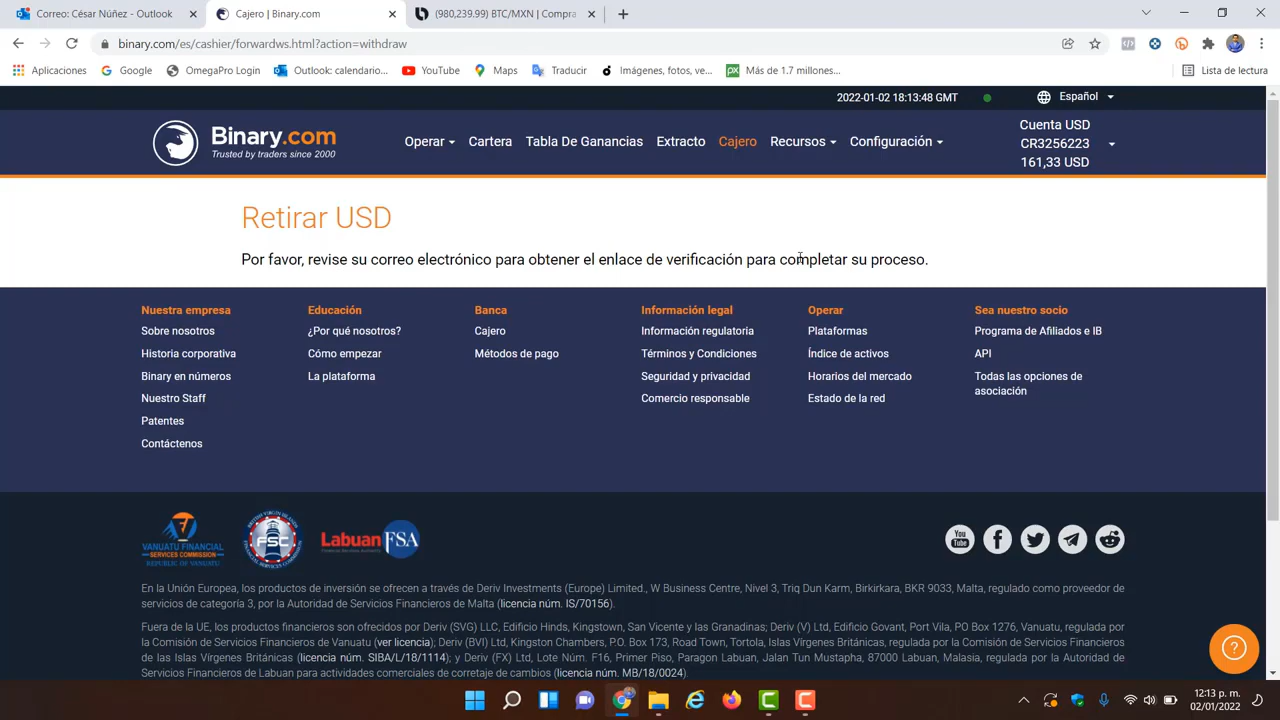 Correo: César Núñez - Outlook
Cajero | Binary.com
(980,239.99) BTC/MXN | Compra
binary.com/es/cashier/forwardws.html?action=withdraw
Aplicaciones
Google
OmegaPro Login
Outlook: calendario...
YouTube
Maps
Traducir
Imágenes, fotos, ve...
Más de 1.7 millones...
Lista de lectura
2022-01-02 18:13:48 GMT
Español
Binary.com
Trusted by traders since 2000
Operar
Cartera
Tabla De Ganancias
Extracto
Cajero
Recursos
Configuración
Cuenta USD
CR3256223
161,33 USD
Retirar USD
Por favor, revise su correo electrónico para obtener el enlace de verificación para completar su proceso.
Nuestra empresa
Sobre nosotros
Historia corporativa
Binary en números
Nuestro Staff
Patentes
Contáctenos
Educación
¿Por qué nosotros?
Cómo empezar
La plataforma
Banca
Cajero
Métodos de pago
Información legal
Información regulatoria
Términos y Condiciones
Seguridad y privacidad
Comercio responsable
Operar
Plataformas
Índice de activos
Horarios del mercado
Estado de la red
Sea nuestro socio
Programa de Afiliados e IB
API
Todas las opciones de
asociación
VANUATU FINANCIAL
SERVICES COMMISSION
REPUBLIC OF VANUATU
FSC
Labuan FSA
You
Tube
En la Unión Europea, los productos de inversión se ofrecen a través de Deriv Investments (Europe) Limited., W Business Centre, Nivel 3, Triq Dun Karm, Birkirkara, BKR 9033, Malta, regulado como proveedor de
servicios de categoría 3, por la Autoridad de Servicios Financieros de Malta (licencia núm. IS/70156).
Fuera de la UE, los productos financieros son ofrecidos por Deriv (SVG) LLC, Edificio Hinds, Kingstown, San Vicente y las Granadinas; Deriv (V) Ltd, Edificio Govant, Port Vila, PO Box 1276, Vanuatu, regulada por
la Comisión de Servicios Financieros de Vanuatu (ver licencia); Deriv (BVI) Ltd, Kingston Chambers, P.O. Box 173, Road Town, Tortola, Islas Vírgenes Británicas, regulada por la Comisión de Servicios Financieros
de las Islas Vírgenes Británicas (licencia núm. SIBA/L/18/1114); y Deriv (FX) Ltd, Lote Núm. F16, Primer Piso, Paragon Labuan, Jalan Tun Mustapha, 87000 Labuan, Malasia, regulada por la Autoridad de
Servicios Financieros de Labuan para actividades comerciales de corretaje de cambios (licencia núm. MB/18/0024).
12:13 p. m.
02/01/2022